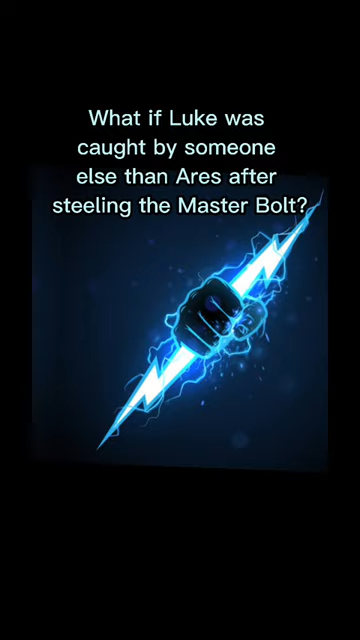 What if Luke was
caught by someone
else than Ares after
steeling the Master Bolt?